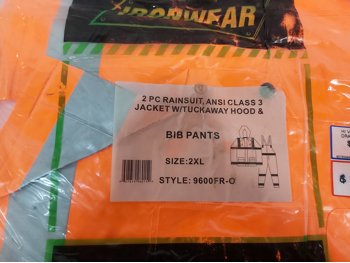 IRONWEAR
2 PC RAINSUIT, ANSI CLASS 3
JACKET W/TUCKAWAY HOOD &
BIB PANTS
SIZE:2XL
STYLE: 9600FR-O